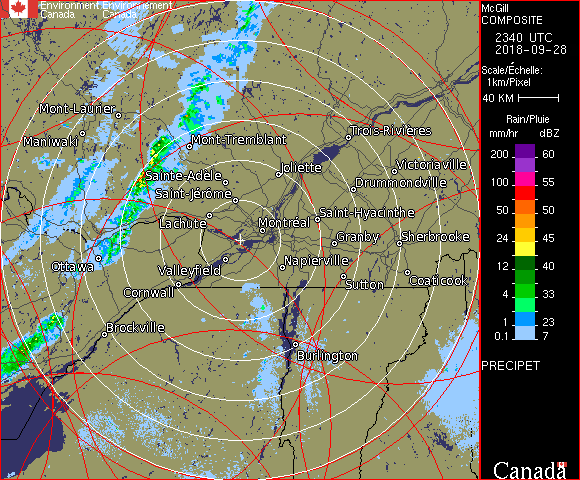 Environment Environnement
Canada Canada
Mont-Laurier
Maniwaki
Mont-Tremblant
Trois-Rivières
Sainte-Adèle
Joliette
Victoriaville
Saint-Jérôme
Drummondville
Lachute
Saint-Hyacinthe
Montréal
Granby
Sherbrooke
Ottawa
Valleyfield
Napierville
Cornwall
Sutton
Coaticook
Brockville
Burlington
McGill
COMPOSITE
2340 UTC
2018-09-28
Scale/Échelle:
1km/Pixel
40 KM
Rain/Pluie
mm/hr dBZ
200 60
100 55
50 50
24 45
12 40
4 33
1 23
0.1 7
PRECIPET
Canada